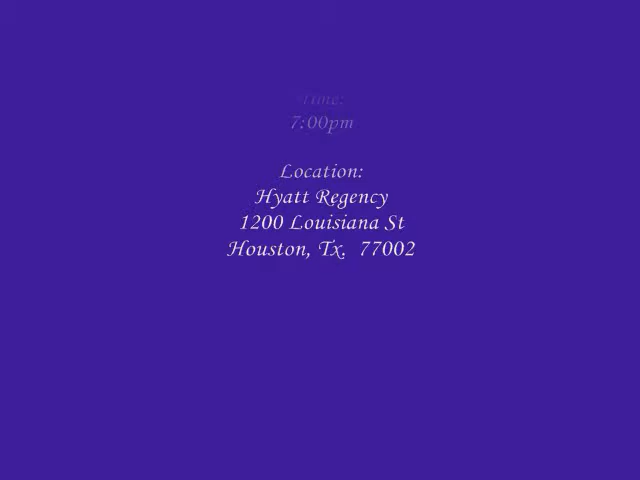 Time:
7:00pm
Location:
Hyatt Regency
1200 Louisiana St
Houston, Tx.  77002